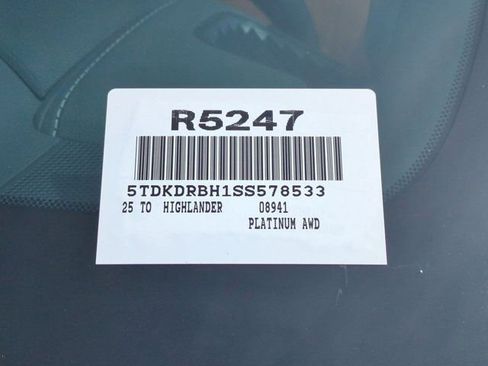 R5247
5TDKDRBH1SS578533
25 TO HIGHLANDER 08941
PLATINUM AWD